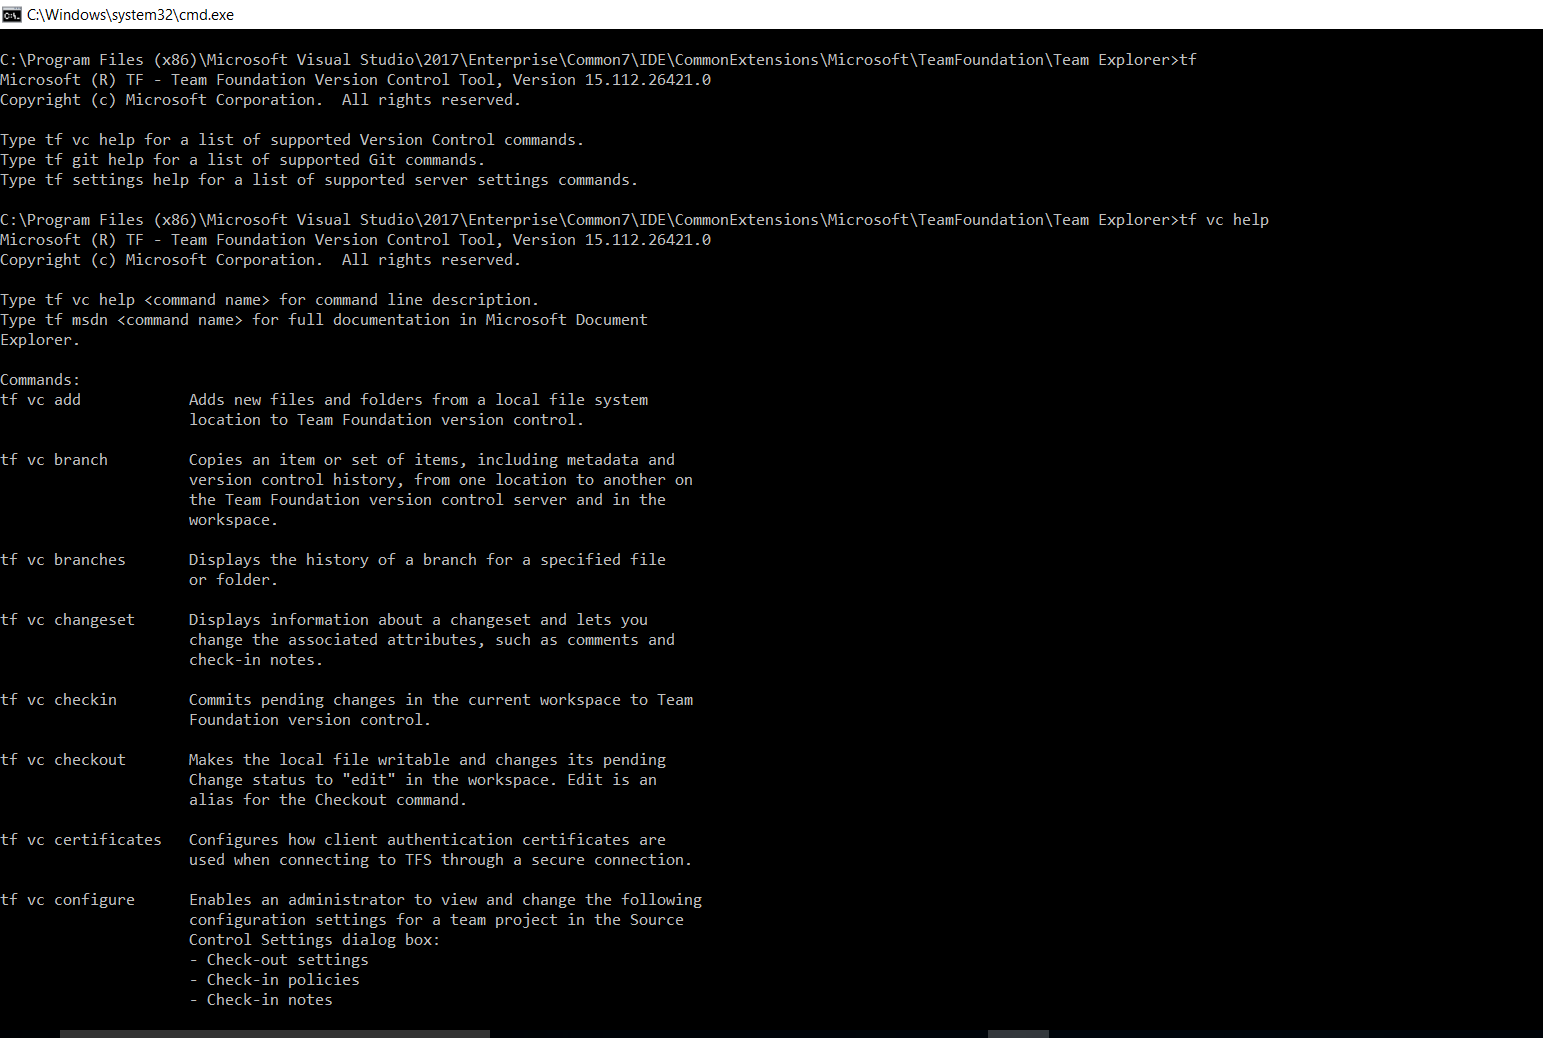 C:\Windows\system32\cmd.exe
C:\Program Files (x86)\Microsoft Visual Studio\2017\Enterprise\Common7\IDE\CommonExtensions\Microsoft\TeamFoundation\Team Explorer>tf
Microsoft (R) TF - Team Foundation Version Control Tool, Version 15.112.26421.0
Copyright (c) Microsoft Corporation.  All rights reserved.

Type tf vc help for a list of supported Version Control commands.
Type tf git help for a list of supported Git commands.
Type tf settings help for a list of supported server settings commands.

C:\Program Files (x86)\Microsoft Visual Studio\2017\Enterprise\Common7\IDE\CommonExtensions\Microsoft\TeamFoundation\Team Explorer>tf vc help
Microsoft (R) TF - Team Foundation Version Control Tool, Version 15.112.26421.0
Copyright (c) Microsoft Corporation.  All rights reserved.

Type tf vc help <command name> for command line description.
Type tf msdn <command name> for full documentation in Microsoft Document
Explorer.

Commands:
tf vc add            Adds new files and folders from a local file system
                     location to Team Foundation version control.

tf vc branch         Copies an item or set of items, including metadata and
                     version control history, from one location to another on
                     the Team Foundation version control server and in the
                     workspace.

tf vc branches       Displays the history of a branch for a specified file
                     or folder.

tf vc changeset      Displays information about a changeset and lets you
                     change the associated attributes, such as comments and
                     check-in notes.

tf vc checkin        Commits pending changes in the current workspace to Team
                     Foundation version control.

tf vc checkout       Makes the local file writable and changes its pending
                     Change status to "edit" in the workspace. Edit is an
                     alias for the Checkout command.

tf vc certificates   Configures how client authentication certificates are
                     used when connecting to TFS through a secure connection.

tf vc configure      Enables an administrator to view and change the following
                     configuration settings for a team project in the Source
                     Control Settings dialog box:
                     - Check-out settings
                     - Check-in policies
                     - Check-in notes